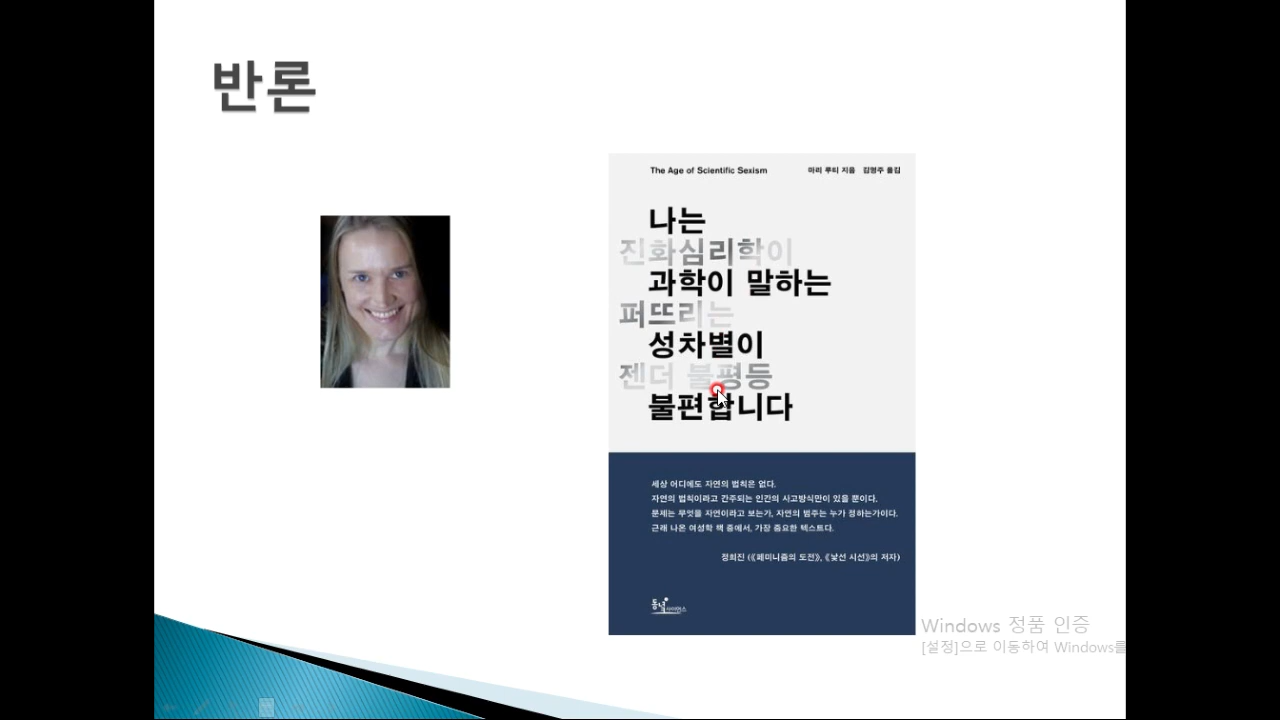 반론
The Age of Scientific Sexism
마리 루티 지음 김명주 옮김
나는
진화심리학이
과학이 말하는
퍼뜨리는
성차별이
젠더 불평등
불편합니다
세상 어디에도 자연의 법칙은 없다.
자연의 법칙이라고 간주되는 인간의 사고방식만이 있을 뿐이다.
문제는 무엇을 자연이라고 보는가, 자연의 범주는 누가 정하는가이다.
근래 나온 여성학 책 중에서, 가장 중요한 텍스트다.
정희진 (《페미니즘의 도전》, 《낯선 시선》의 저자)
동녘
사이언스
Windows 정품 인증
[설정]으로 이동하여 Windows를